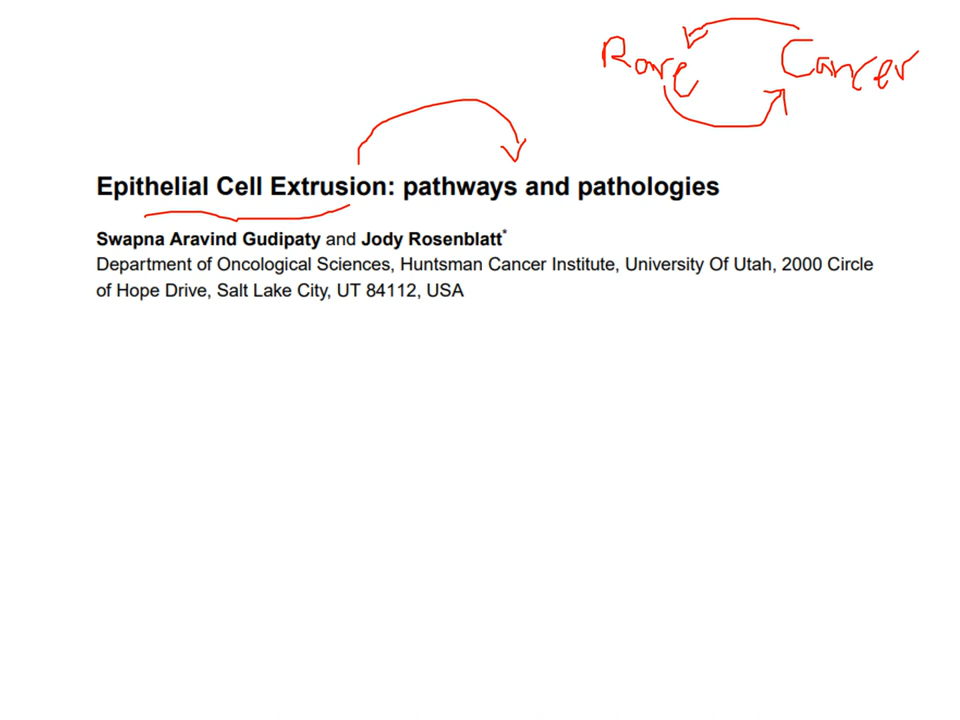 Rare Cancer
Epithelial Cell Extrusion: pathways and pathologies
Swapna Aravind Gudipaty and Jody Rosenblatt*
Department of Oncological Sciences, Huntsman Cancer Institute, University Of Utah, 2000 Circle
of Hope Drive, Salt Lake City, UT 84112, USA